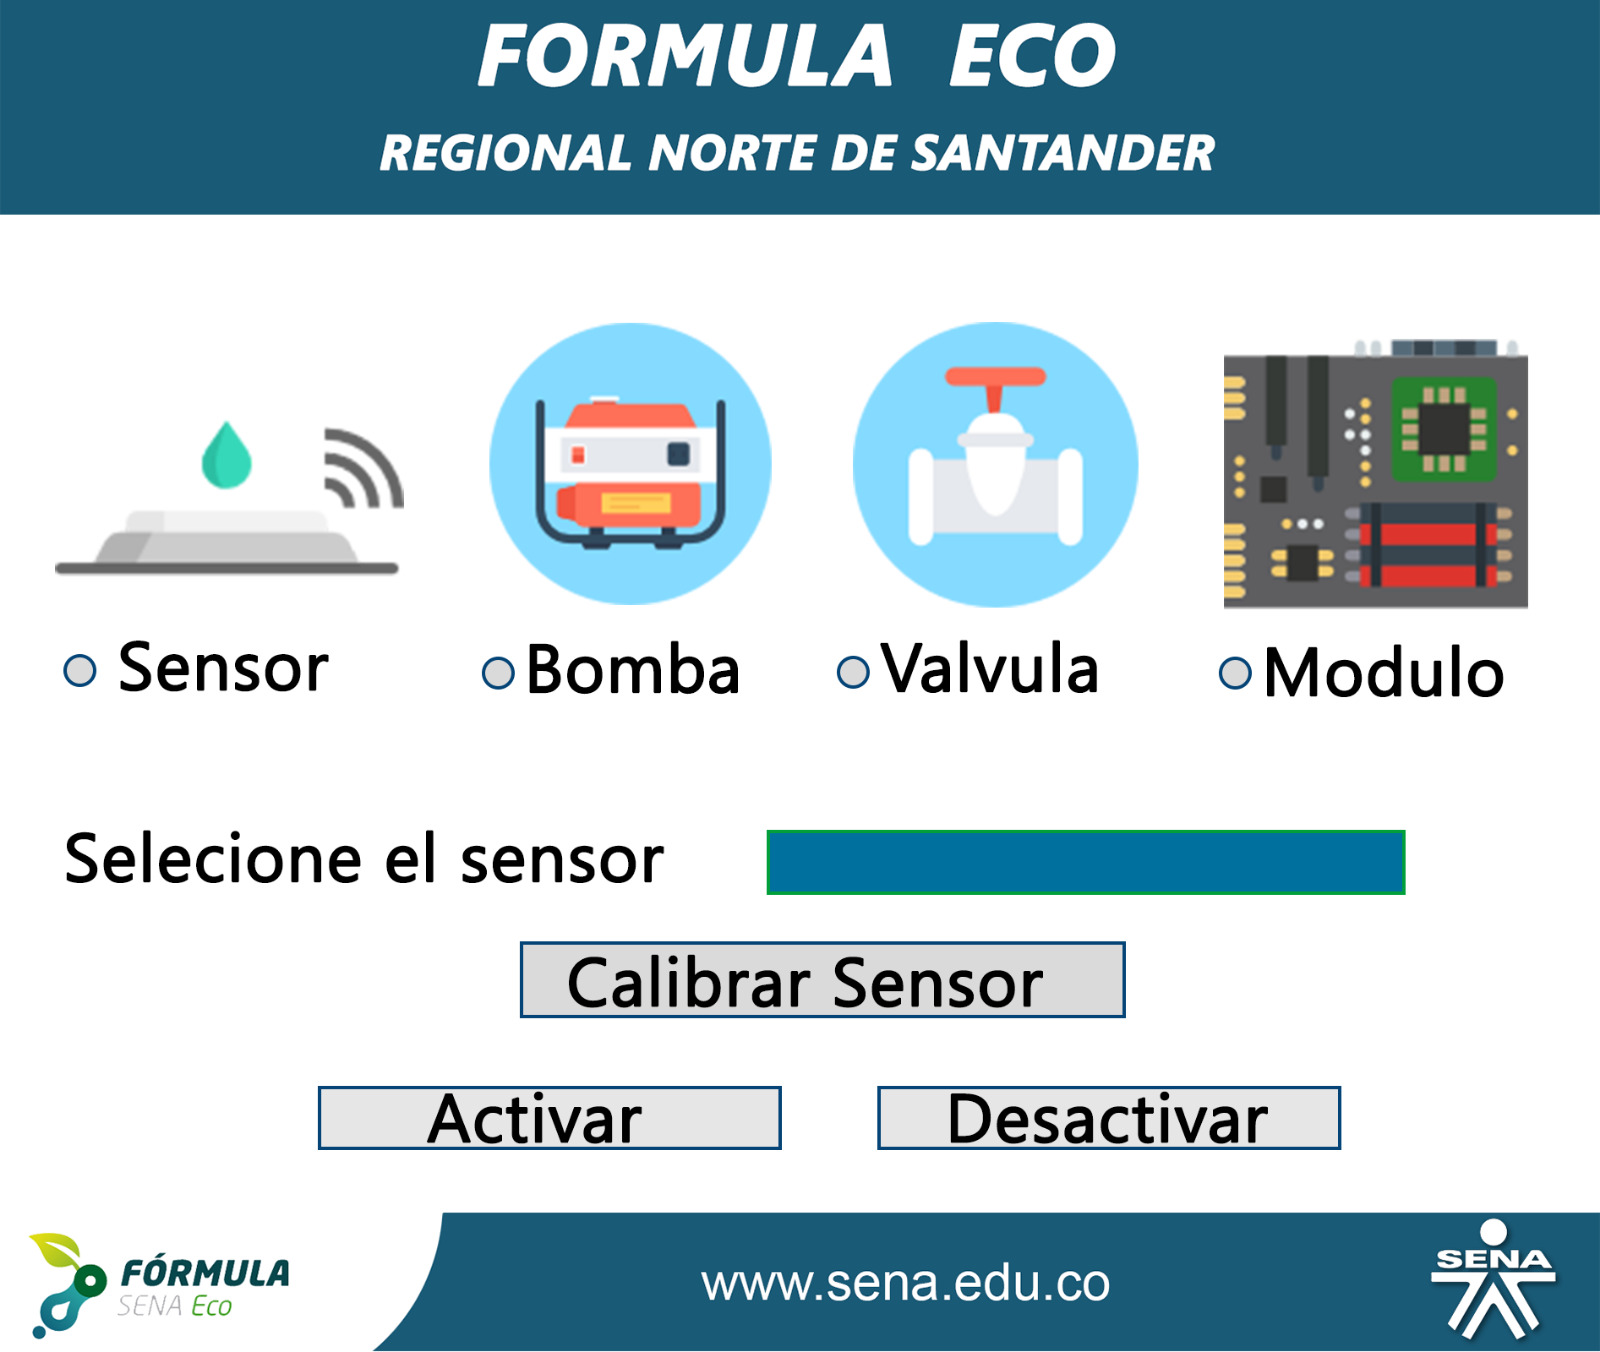 FORMULA ECO
REGIONAL NORTE DE SANTANDER
Sensor
Bomba
Valvula
Modulo
Selecione el sensor
Calibrar Sensor
Activar
Desactivar
FÓRMULA
SENA Eco
www.sena.edu.co
SENA